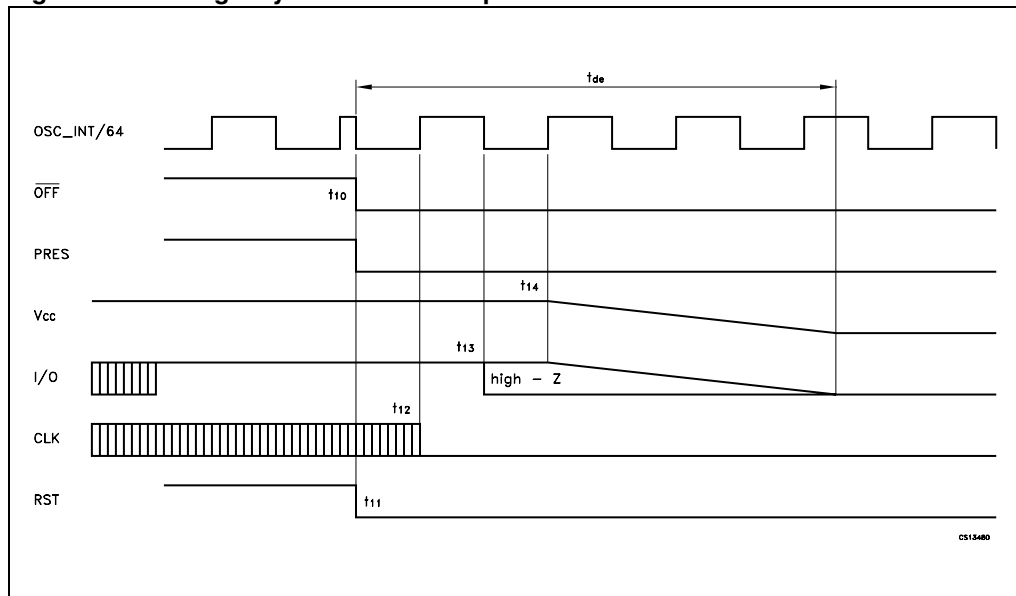 tde
OSC_INT/64
OFF
t10
PRES
t14
Vcc
t13
I/O
high - Z
t12
CLK
RST
t11
CS13480